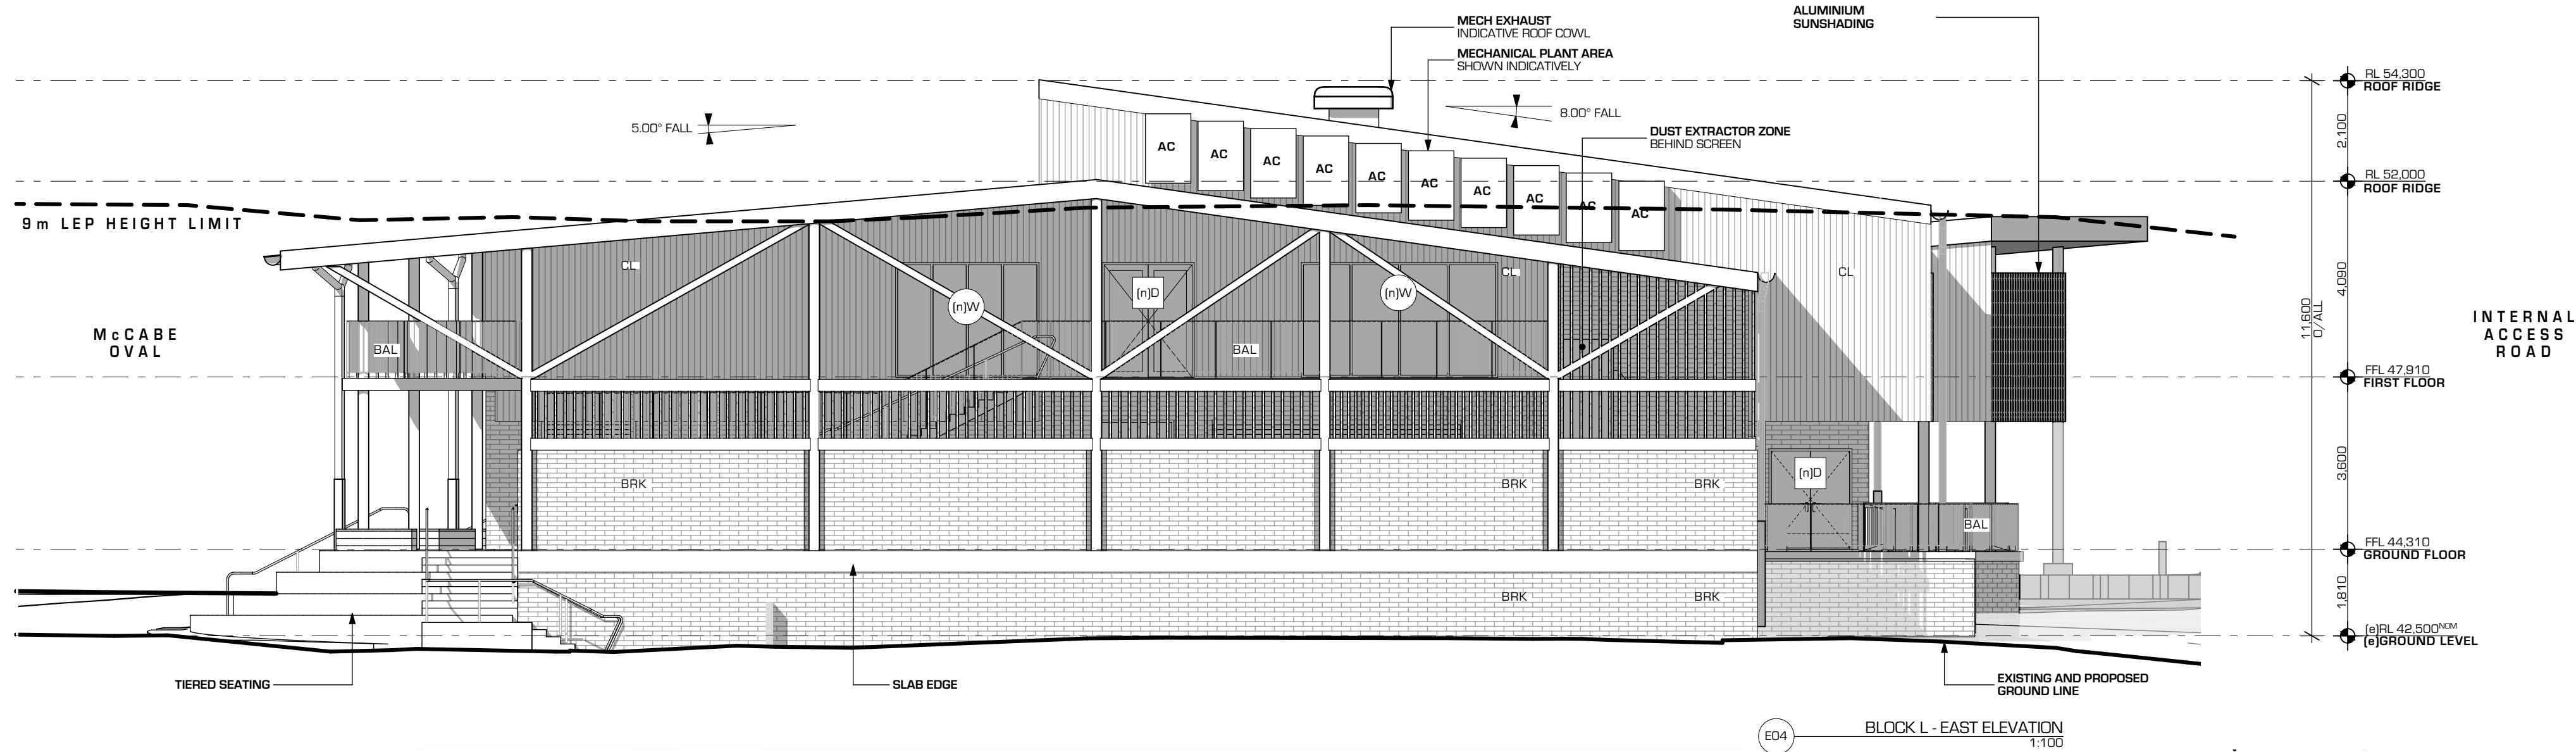 ALUMINIUM
SUNSHADING
MECH EXHAUST
INDICATIVE ROOF COWL
MECHANICAL PLANT AREA
SHOWN INDICATIVELY
RL 54,300
ROOF RIDGE
5.00° FALL
8.00° FALL
DUST EXTRACTOR ZONE
BEHIND SCREEN
2,100
AC
AC
AC
AC
AC
AC
AC
AC
AC
AC
RL 52,000
ROOF RIDGE
9m LEP HEIGHT LIMIT
CL
CL
CL
(n)W
(n)D
(n)W
4,090
11,600
O/ALL
McCABE
OVAL
BAL
BAL
INTERNAL
ACCESS
ROAD
FFL 47,910
FIRST FLOOR
3,600
BRK
BRK
BRK
(n)D
BAL
FFL 44,310
GROUND FLOOR
1,810
BRK
BRK
(e)RL 42,500NOM
(e)GROUND LEVEL
TIERED SEATING
SLAB EDGE
EXISTING AND PROPOSED
GROUND LINE
E04
BLOCK L - EAST ELEVATION
1:100